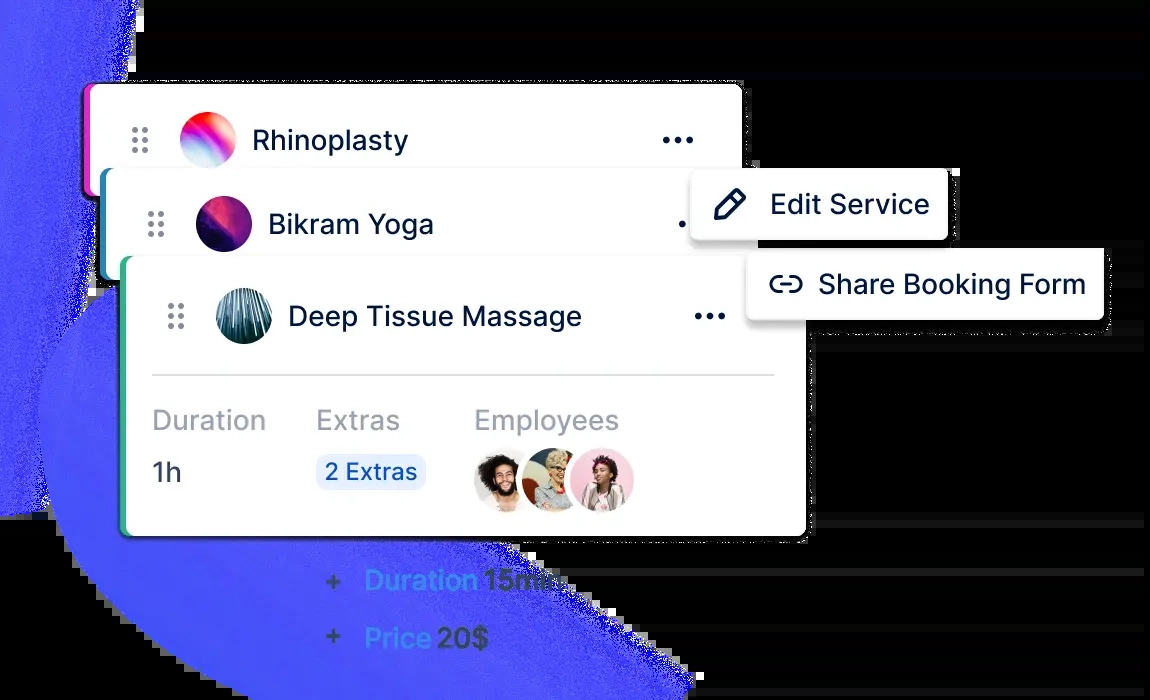 Rhinoplasty
Edit Service
Bikram Yoga
Share Booking Form
Deep Tissue Massage
Duration Extras Employees
1h 2 Extras
+ Duration 15min
+ Price 20$